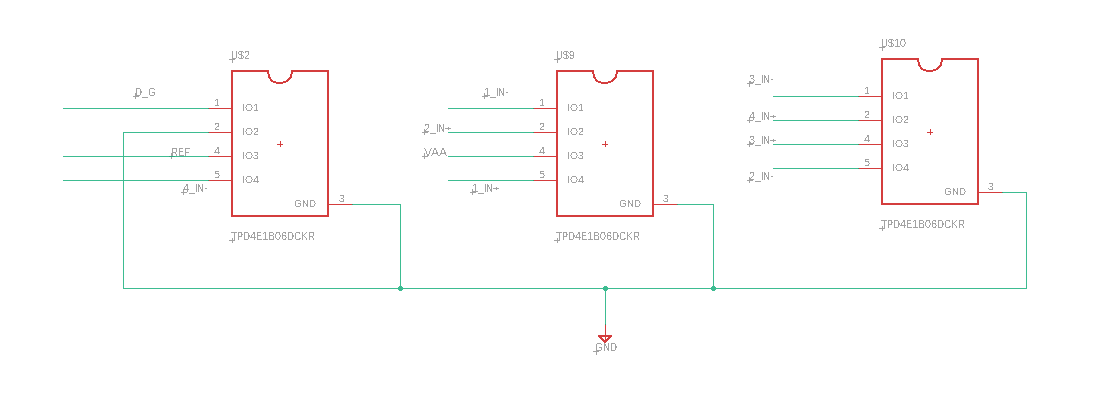 U$2
D_G
1 IO1
2 IO2
REF 4 IO3
5 IO4
4_IN-
GND 3
TPD4E1B06DCKR
U$9
1_IN-
1 IO1
2_IN+ 2 IO2
VAA 4 IO3
5 IO4
1_IN+
GND 3
TPD4E1B06DCKR
U$10
3_IN-
1 IO1
4_IN+ 2 IO2
3_IN+ 4 IO3
5 IO4
2_IN-
GND 3
TPD4E1B06DCKR
GND